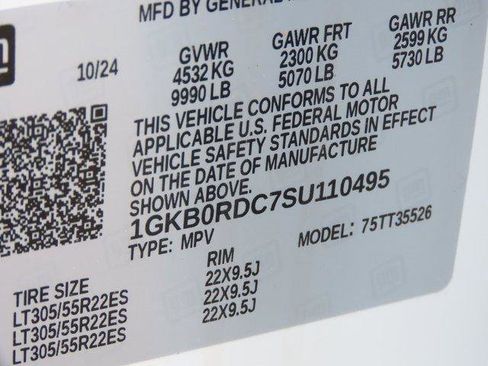 MFD BY GENERAL
10/24
GVWR
4532 KG
9990 LB
GAWR FRT
2300 KG
5070 LB
GAWR RR
2599 KG
5730 LB
THIS VEHICLE CONFORMS TO ALL
APPLICABLE U.S. FEDERAL MOTOR
VEHICLE SAFETY STANDARDS IN EFFECT
ON THE DATE OF MANUFACTURE
SHOWN ABOVE.
1GKB0RDC7SU110495
TYPE: MPV
MODEL: 75TT35526
TIRE SIZE
LT305/55R22ES
LT305/55R22ES
LT305/55R22ES
RIM
22X9.5J
22X9.5J
22X9.5J